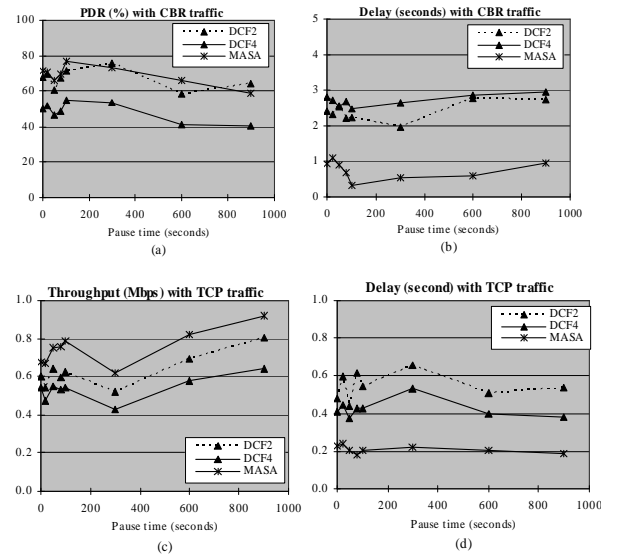 PDR (%) with CBR traffic
100
80
60
40
20
0
0
200
400
600
800
1000
DCF2
DCF4
MASA
Pause time (seconds)
(a)
Delay (seconds) with CBR traffic
5
4
3
2
1
0
0
200
400
600
800
1000
DCF2
DCF4
MASA
Pause time (seconds)
(b)
Throughput (Mbps) with TCP traffic
1.0
0.8
0.6
0.4
0.2
0.0
0
200
400
600
800
1000
DCF2
DCF4
MASA
Pause time (seconds)
(c)
Delay (second) with TCP traffic
1.0
0.8
0.6
0.4
0.2
0.0
0
200
400
600
800
1000
DCF2
DCF4
MASA
Pause time (seconds)
(d)